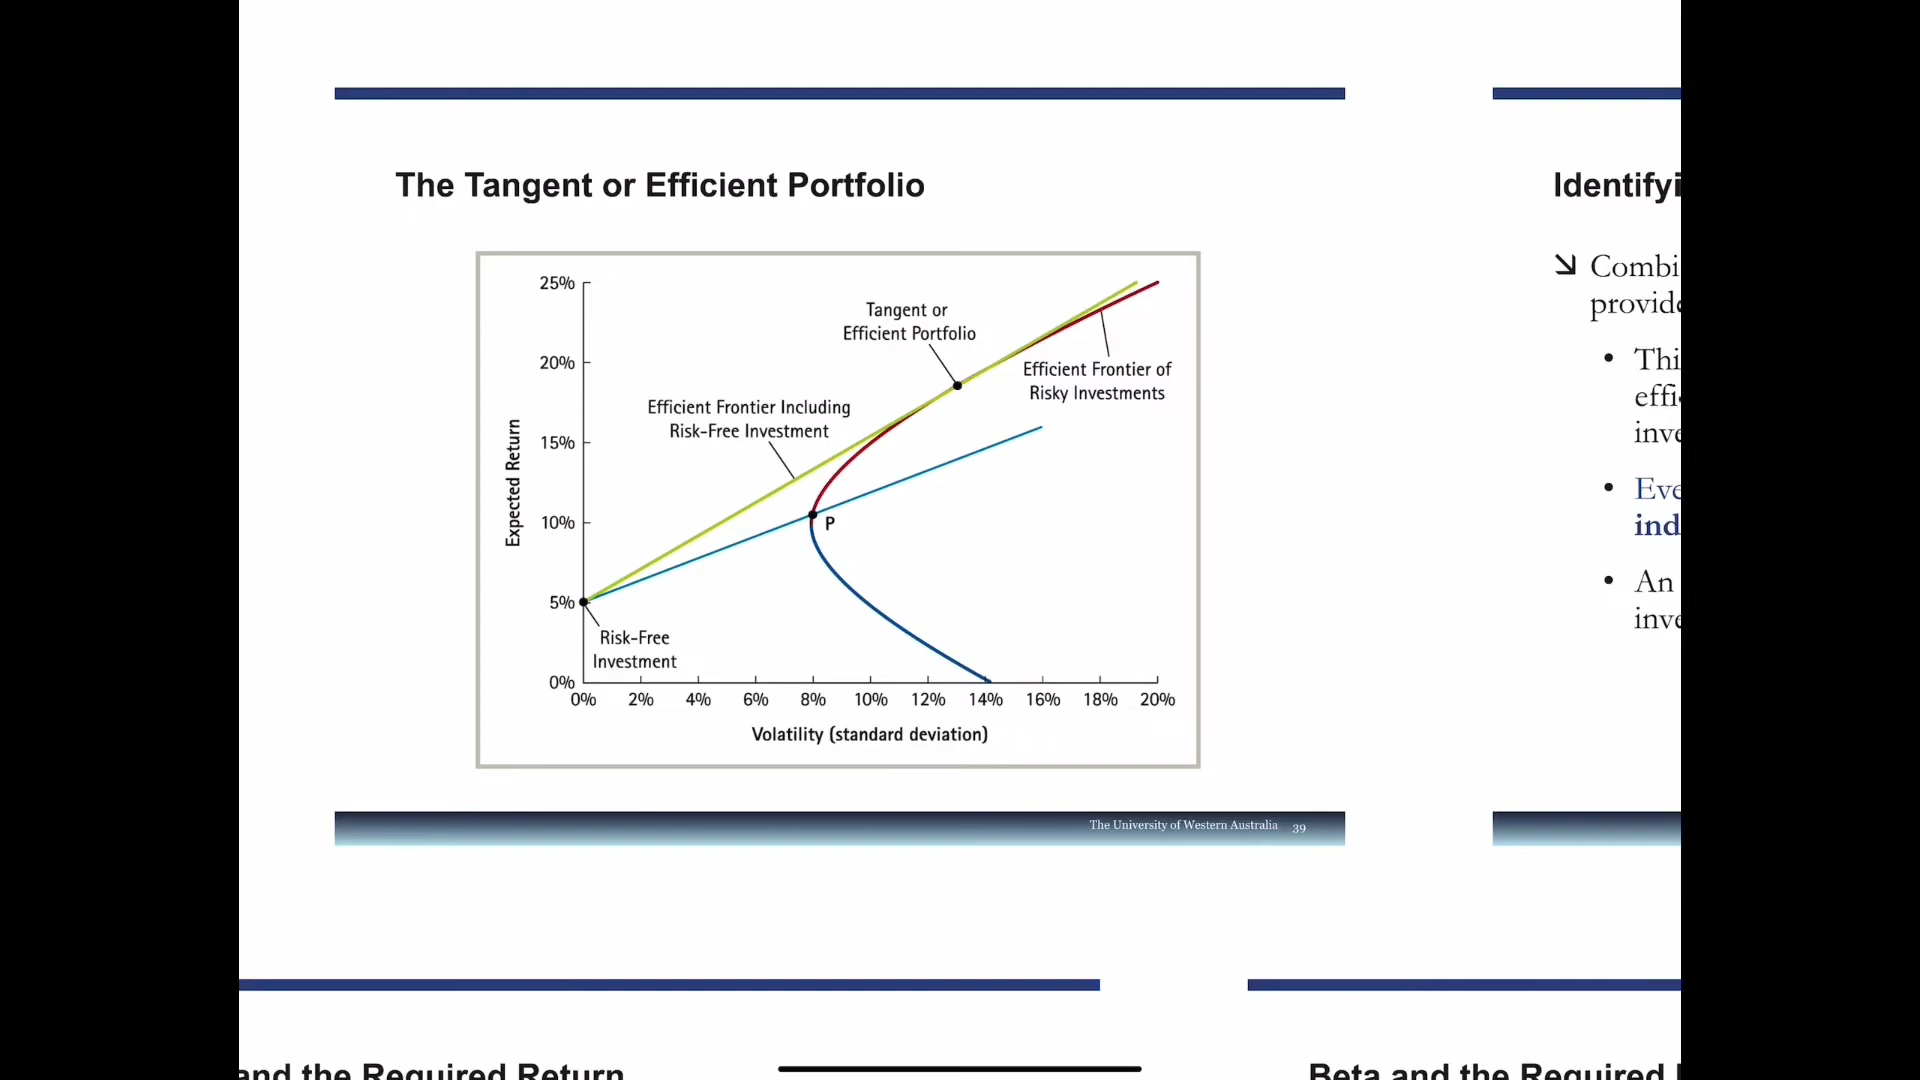 The Tangent or Efficient Portfolio
25%
20%
15%
10%
5%
0%
Expected Return
Tangent or
Efficient Portfolio
Efficient Frontier of
Risky Investments
Efficient Frontier Including
Risk-Free Investment
P
Risk-Free
Investment
0% 2% 4% 6% 8% 10% 12% 14% 16% 18% 20%
Volatility (standard deviation)
The University of Western Australia 39
Identifyi
Combi
provide
• Thi
effi
inve
• Eve
ind
• An
inve
and the Required Return
Beta and the Required